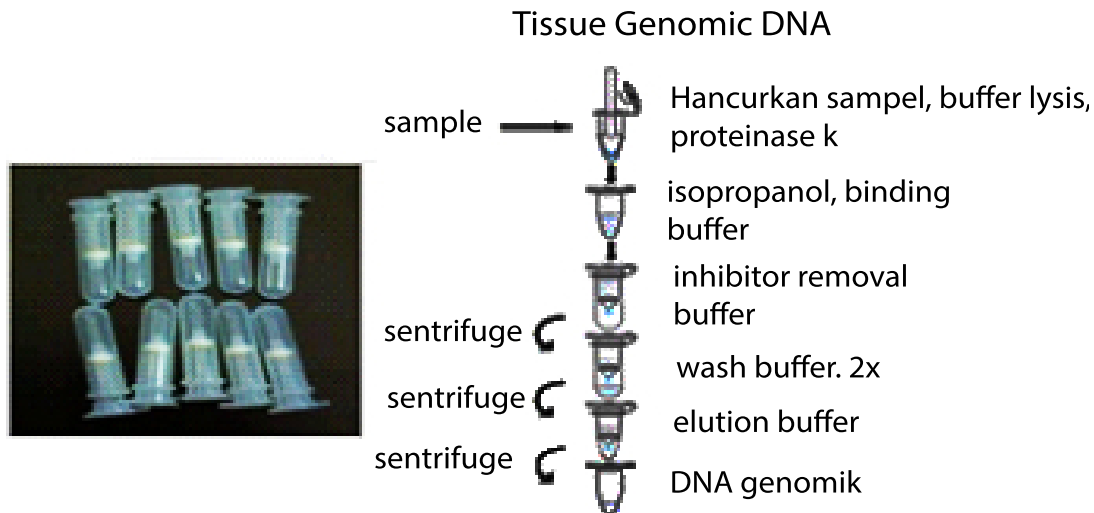 Tissue Genomic DNA
sample
Hancurkan sampel, buffer lysis,
proteinase k
isopropanol, binding
buffer
inhibitor removal
buffer
sentrifuge
wash buffer. 2x
sentrifuge
elution buffer
sentrifuge
DNA genomik